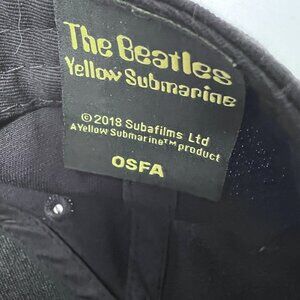 The Beatles
Yellow Submarine
© 2018 Subafilms Ltd
A Yellow Submarine™ product
OSFA